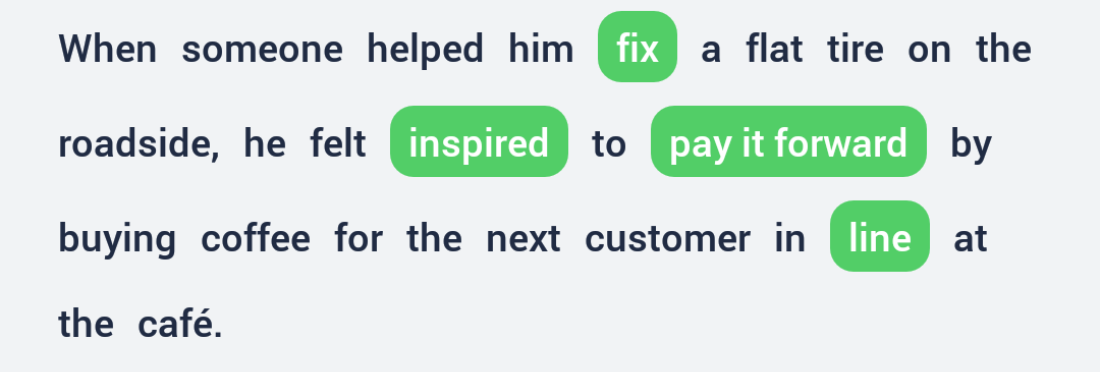 When someone helped him fix a flat tire on the
roadside, he felt inspired to pay it forward by
buying coffee for the next customer in line at
the café.